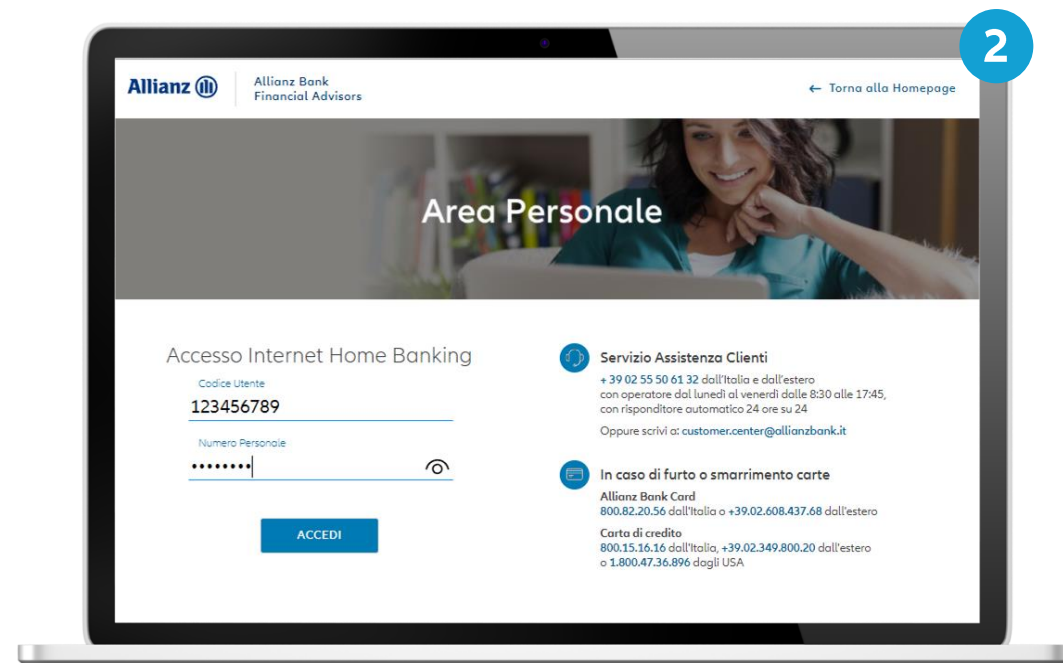 2
Allianz
Allianz Bank
Financial Advisors
← Torna alla Homepage
Area Personale
Accesso Internet Home Banking
Codice Utente
123456789
Numero Personale
••••••••
ACCEDI
Servizio Assistenza Clienti
+ 39 02 55 50 61 32 dall'Italia e dall'estero
con operatore dal lunedì al venerdì dalle 8:30 alle 17:45,
con risponditore automatico 24 ore su 24
Oppure scrivi a: customer.center@allianzbank.it
In caso di furto o smarrimento carte
Allianz Bank Card
800.82.20.56 dall'Italia o +39.02.608.437.68 dall'estero
Carta di credito
800.15.16.16 dall'Italia, +39.02.349.800.20 dall'estero
o 1.800.47.36.896 dagli USA